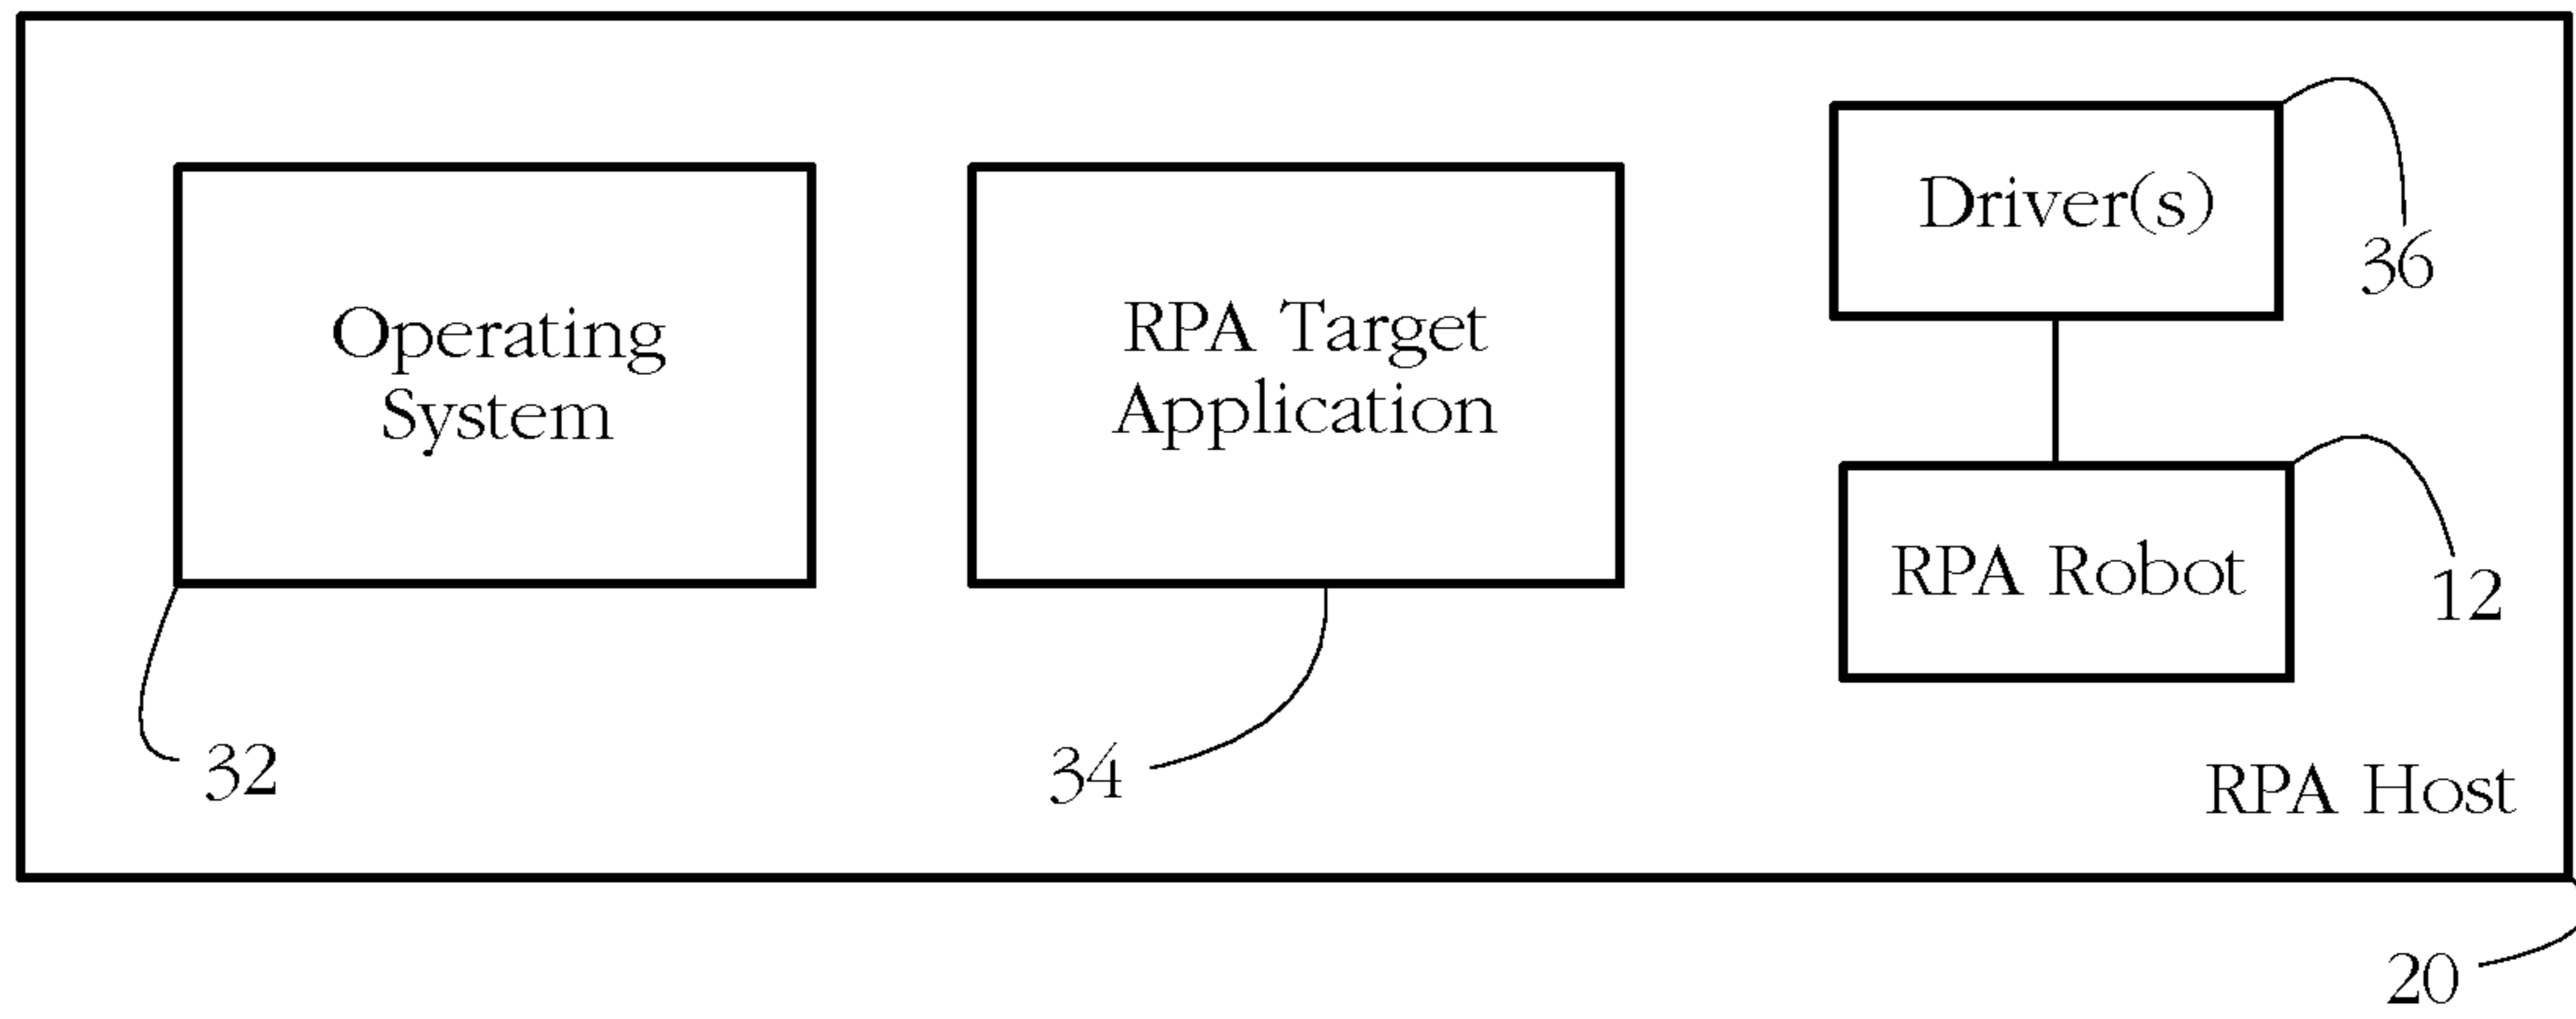 Operating
System
32
RPA Target
Application
34
Driver(s)
36
RPA Robot
12
RPA Host
20